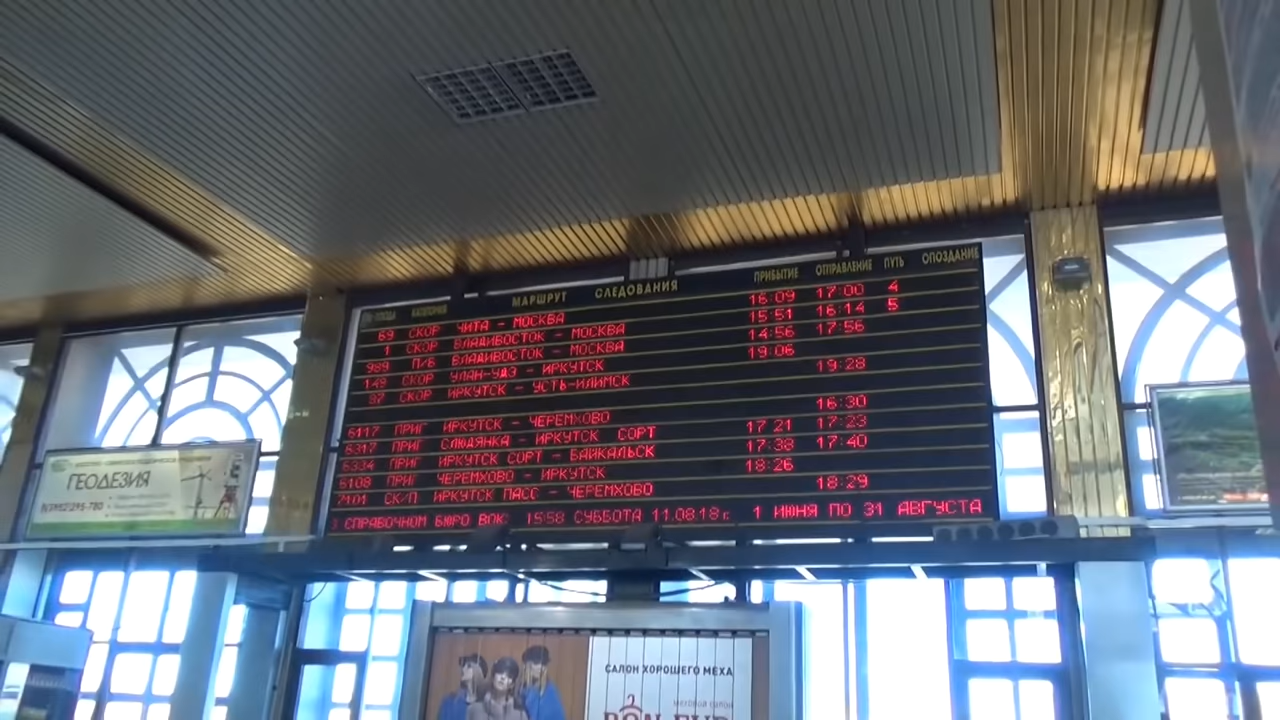 МАРШРУТ СЛЕДОВАНИЯ ПРИБЫТИЕ ОТПРАВЛЕНИЕ ПУТЬ ОПОЗДАНИЕ
69 СКОР ЧИТА - МОСКВА 16:09 17:00 4
1 СКОР ВЛАДИВОСТОК - МОСКВА 15:51 16:14 5
989 П/Б ВЛАДИВОСТОК - МОСКВА 14:56 17:56
149 СКОР УЛАН-УДЭ - ИРКУТСК 19:06
97 СКОР ИРКУТСК - УСТЬ-ИЛИМСК 19:28
6117 ПРИГ ИРКУТСК - ЧЕРЕМХОВО 16:30
6317 ПРИГ СЛЮДЯНКА - ИРКУТСК СОРТ 17 21 17:23
6334 ПРИГ ИРКУТСК СОРТ - БАЙКАЛЬСК 17:38 17:40
6108 ПРИГ ЧЕРЕМХОВО - ИРКУТСК 18:26
7101 СК/П ИРКУТСК ПАСС - ЧЕРЕМХОВО 18:29
СПРАВОЧНОМ БЮРО ВОК. 15:58 СУББОТА 11.08.18г. 1 ИЮНЯ ПО 31 АВГУСТА
ГЕОДЕЗИЯ
(3952)295-780
САЛОН ХОРОШЕГО МЕХА